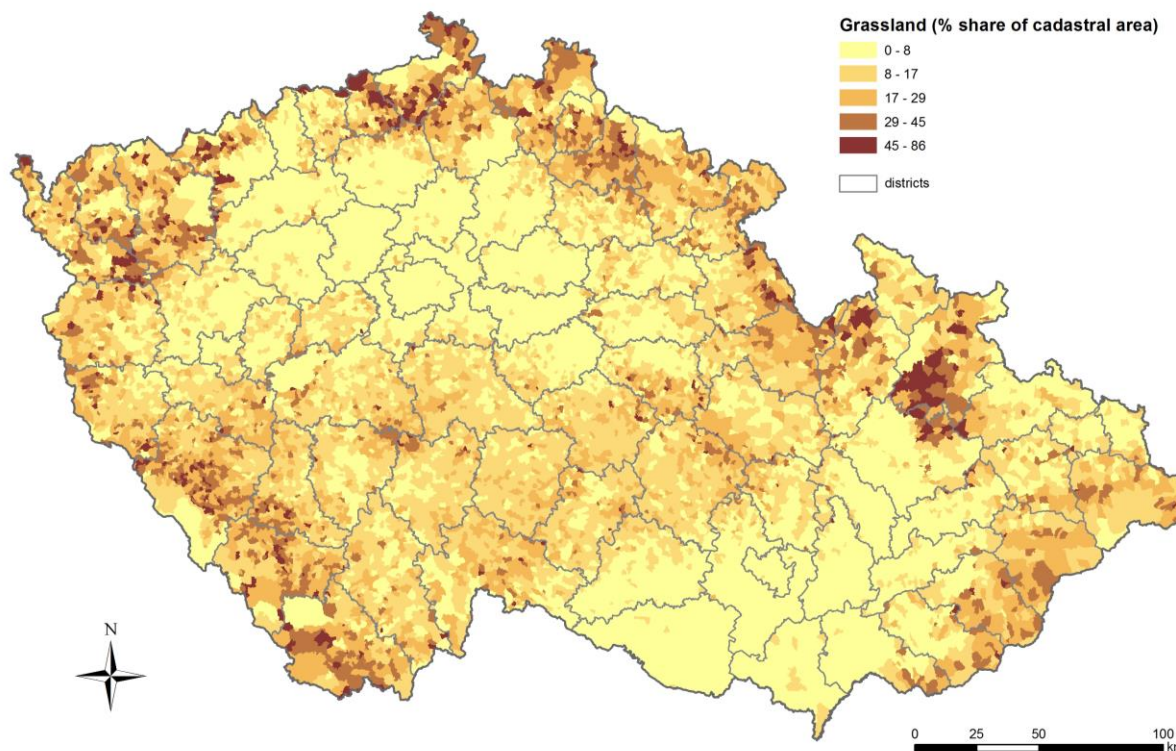 Grassland (% share of cadastral area)
0 - 8
8 - 17
17 - 29
29 - 45
45 - 86
districts
N
0 25 50 100
km